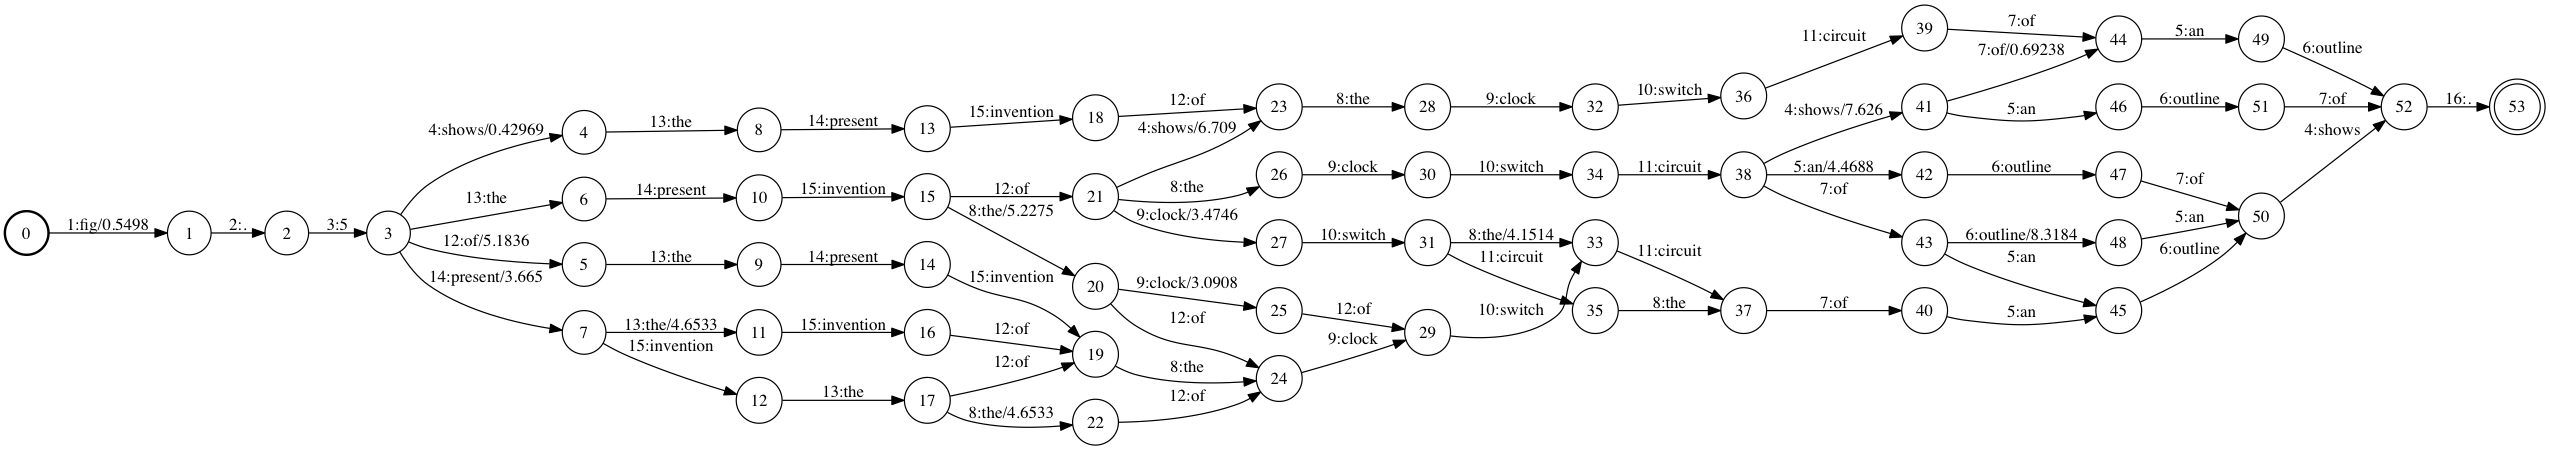 0
1:fig/0.5498
1
2:.
2
3:5
3
4:shows/0.42969
4
13:the
8
14:present
13
15:invention
18
12:of
23
8:the
28
9:clock
32
10:switch
36
11:circuit
39
7:of
44
5:an
49
6:outline
13:the
6
14:present
10
15:invention
15
12:of
21
4:shows/6.709
8:the
26
9:clock
30
10:switch
34
11:circuit
38
4:shows/7.626
41
7:of/0.69238
5:an
46
6:outline
51
7:of
52
16:.
53
5:an/4.4688
42
6:outline
47
7:of
50
4:shows
7:of
43
6:outline/8.3184
48
5:an
5:an
45
6:outline
9:clock/3.4746
27
10:switch
31
8:the/4.1514
33
11:circuit
11:circuit
35
8:the
37
7:of
40
5:an
12:of/5.1836
5
13:the
9
14:present
14
15:invention
8:the/5.2275
20
9:clock/3.0908
25
12:of
29
10:switch
12:of
14:present/3.665
7
13:the/4.6533
11
15:invention
16
12:of
19
8:the
24
9:clock
15:invention
12
13:the
17
12:of
8:the/4.6533
22
12:of